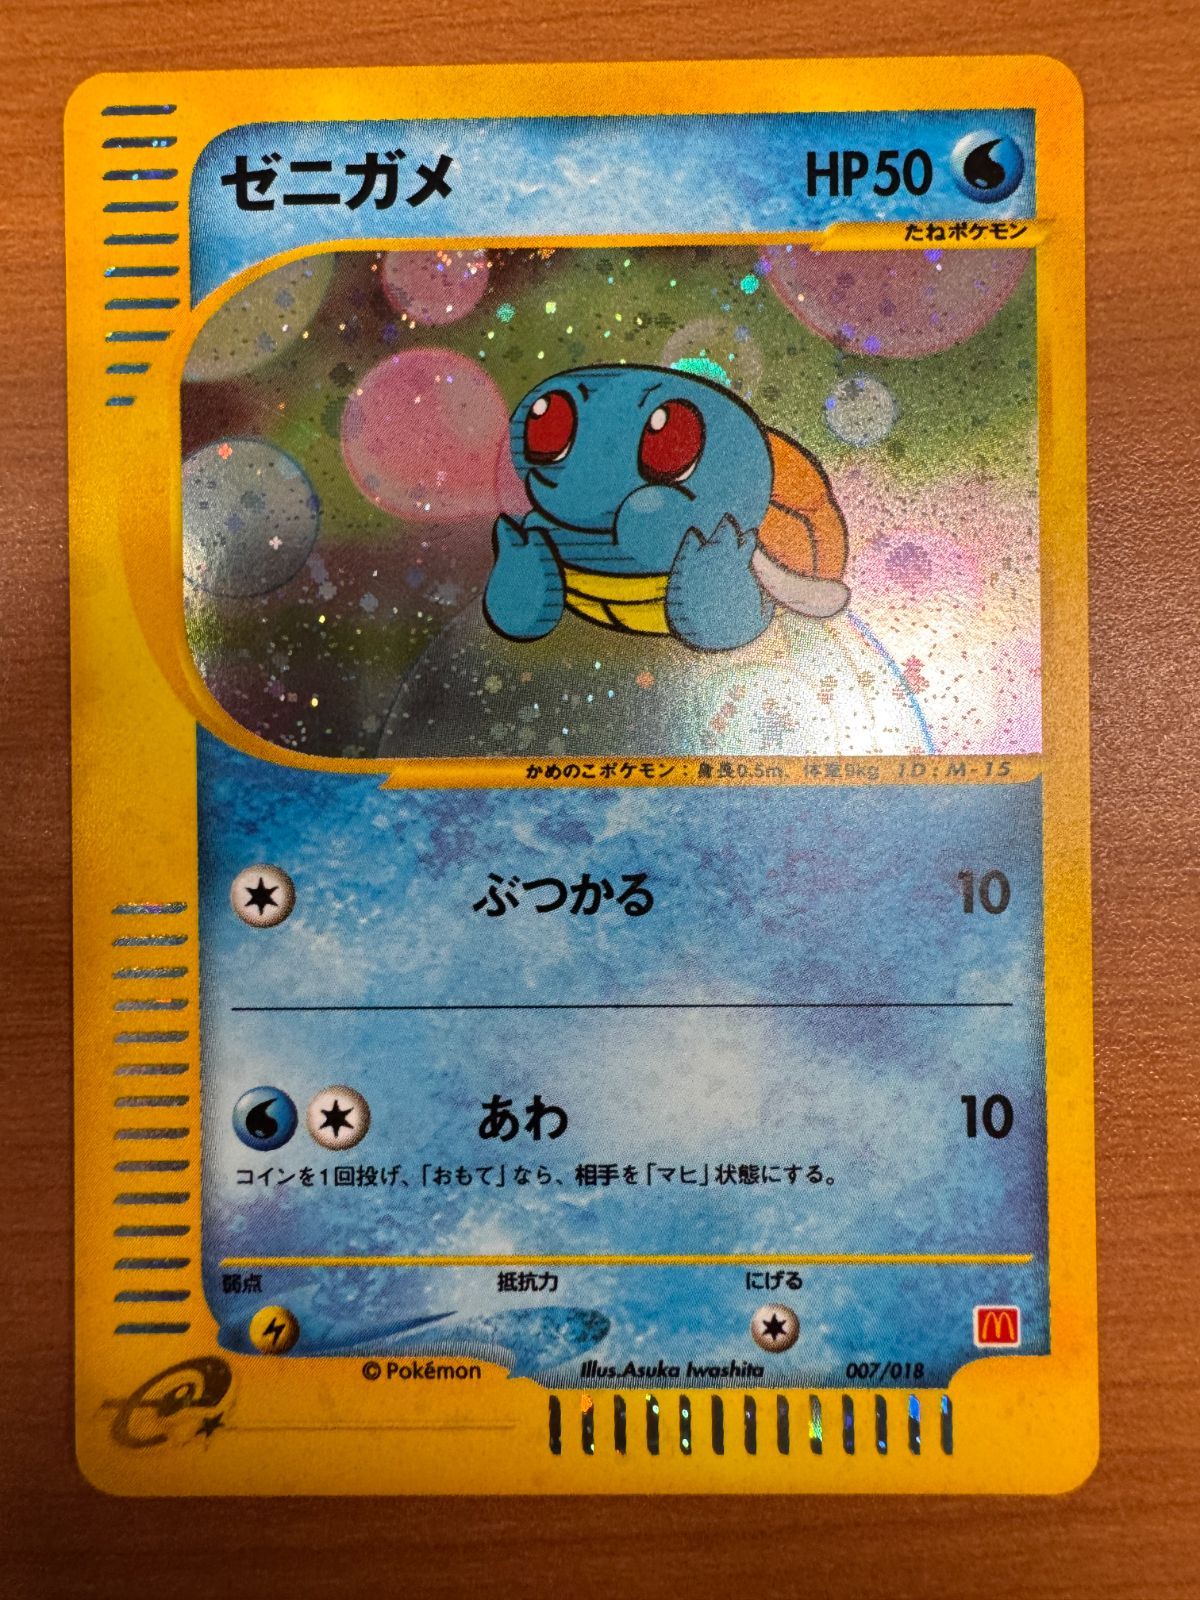 ゼニガメ HP50
たねポケモン
かめのこポケモン：身長0.5m、体重9kg ID：M-15
ぶつかる 10
あわ 10
コインを1回投げ、「おもて」なら、相手を「マヒ」状態にする。
弱点 抵抗力 にげる
© Pokémon Illus.Asuka Iwashita 007/018